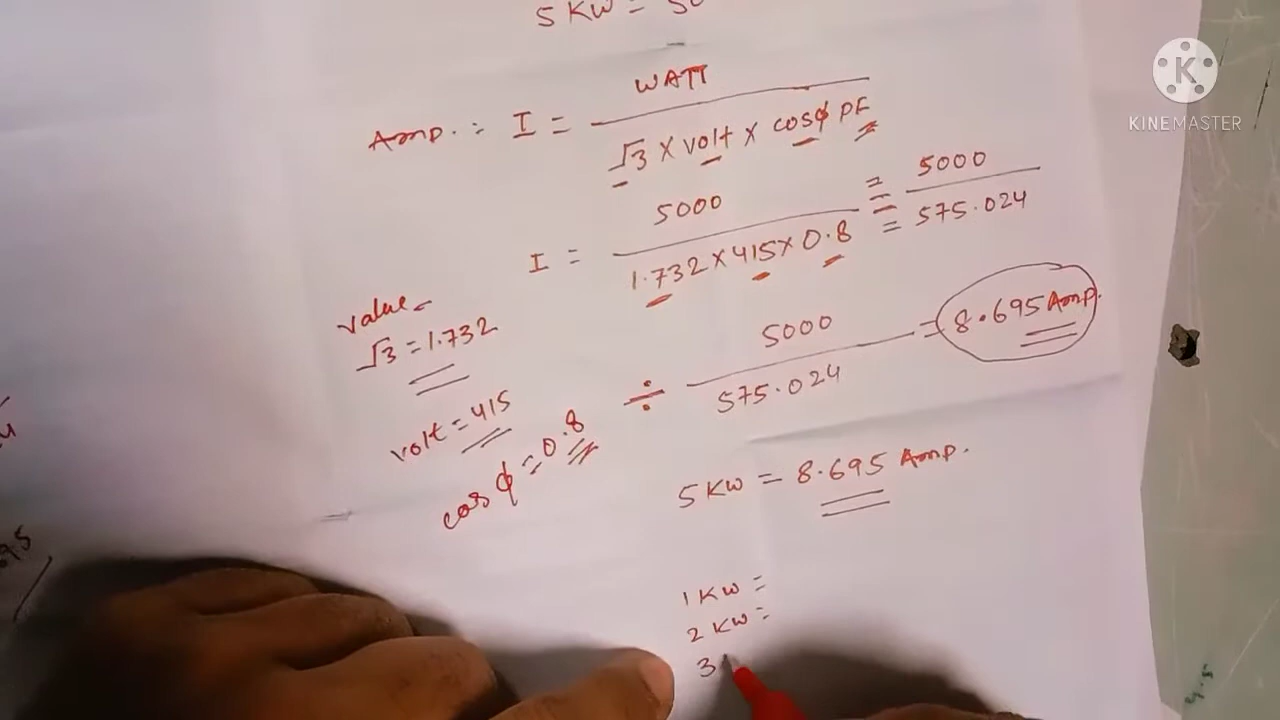 5 KW = 50
WATT
Amp. : I =
√3 X volt x cosφ PF
5000
I = = 5000
1.732 X 415 X 0.8 = 575.024
value -
√3 = 1.732
5000
= 8.695 Amp.
÷
575.024
volt = 415
cos φ = 0.8
5 KW = 8.695 Amp.
1 KW =
2 KW =
3
KINEMASTER